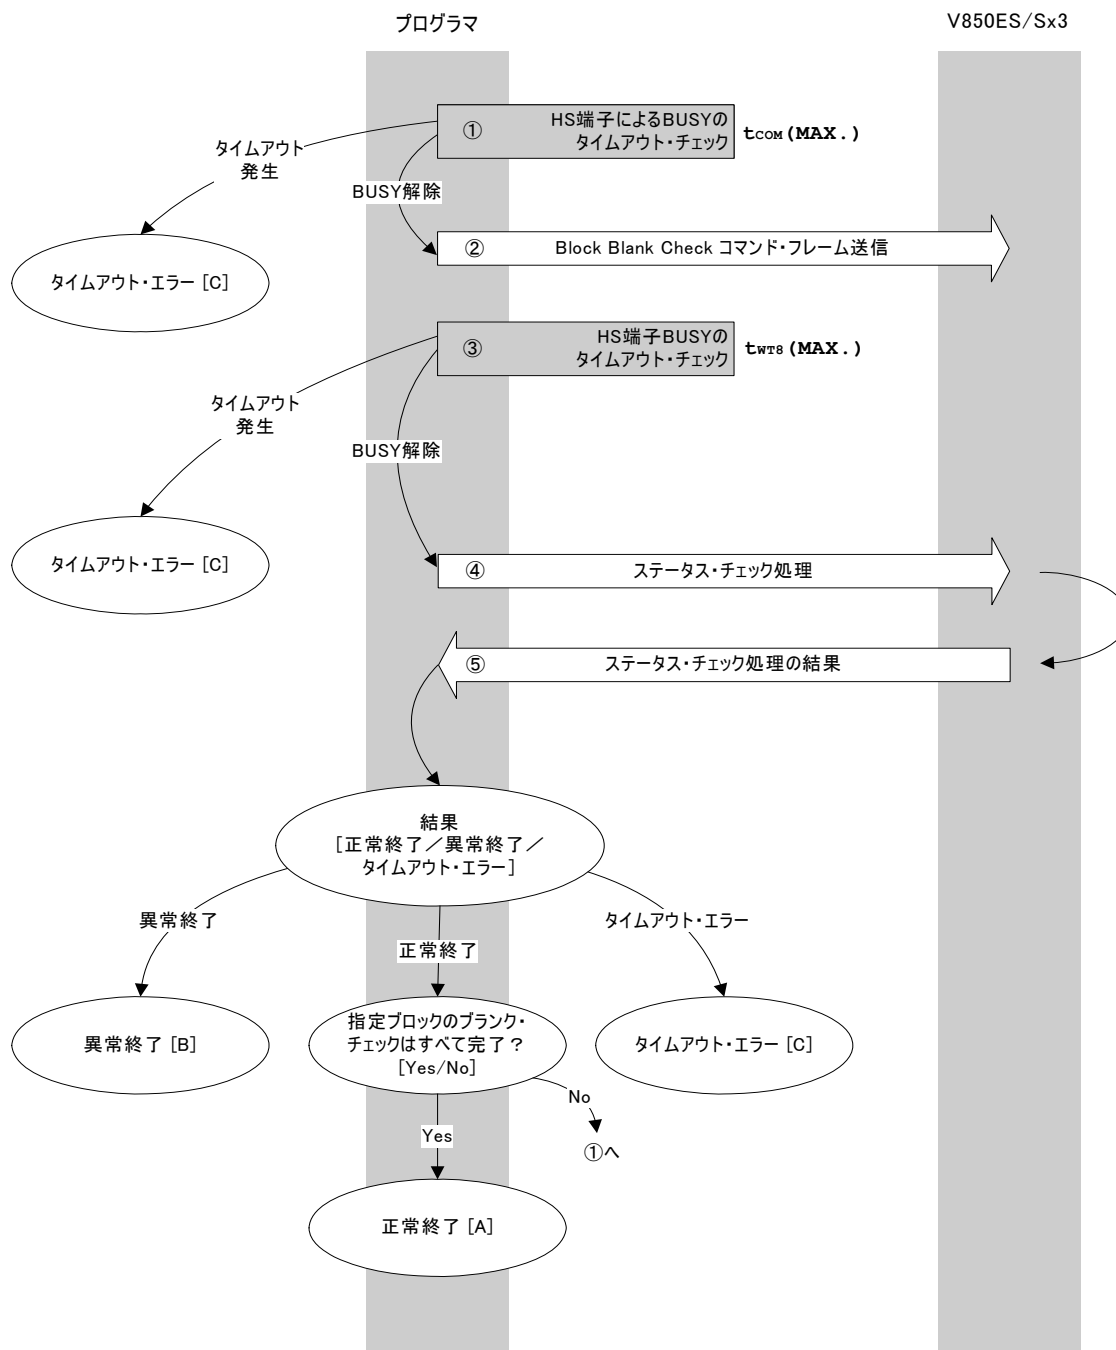 プログラマ
V850ES/Sx3
① HS端子によるBUSYの
タイムアウト・チェック
tCOM(MAX.)
タイムアウト
発生
BUSY解除
② Block Blank Check コマンド・フレーム送信
タイムアウト・エラー [C]
③ HS端子BUSYの
タイムアウト・チェック
tWT8(MAX.)
タイムアウト
発生
BUSY解除
タイムアウト・エラー [C]
④ ステータス・チェック処理
⑤ ステータス・チェック処理の結果
結果
[正常終了／異常終了／
タイムアウト・エラー]
異常終了
正常終了
タイムアウト・エラー
異常終了 [B]
指定ブロックのブランク・
チェックはすべて完了？
[Yes/No]
タイムアウト・エラー [C]
No
①へ
Yes
正常終了 [A]